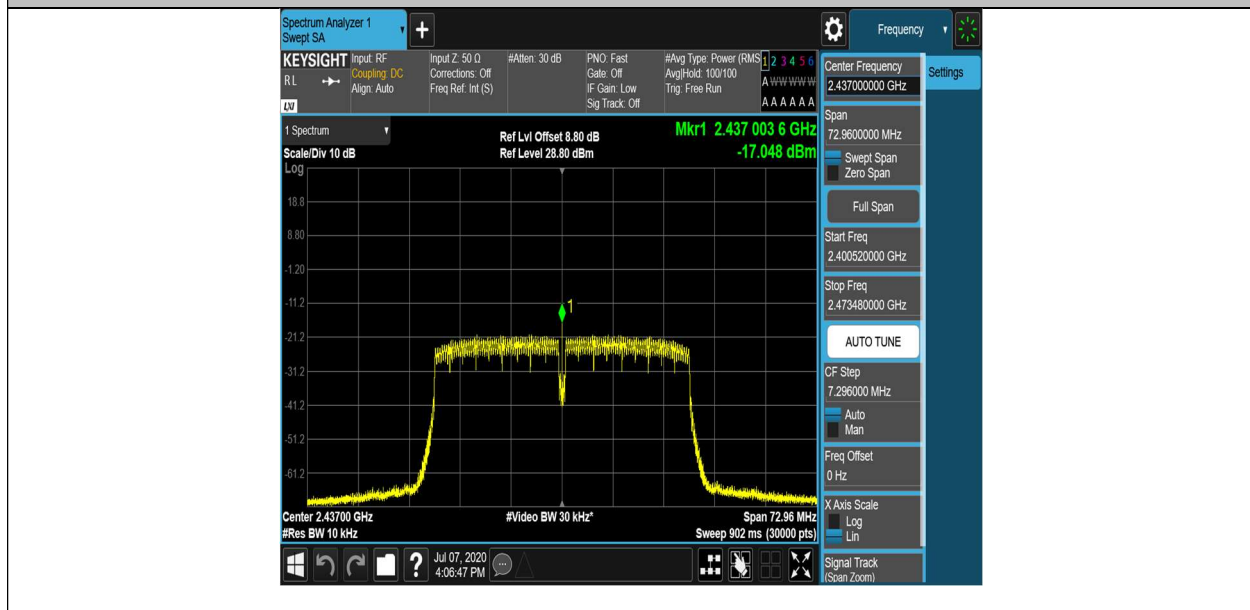 Spectrum Analyzer 1
Swept SA
+
Frequency
KEYSIGHT
RL
LXI
Input: RF
Coupling: DC
Align: Auto
Input Z: 50 Ω
Corrections: Off
Freq Ref: Int (S)
#Atten: 30 dB
PNO: Fast
Gate: Off
IF Gain: Low
Sig Track: Off
#Avg Type: Power (RMS
Avg|Hold: 100/100
Trig: Free Run
1 2 3 4 5 6
A W W W W W
A A A A A A
1 Spectrum
Scale/Div 10 dB
Ref Lvl Offset 8.80 dB
Ref Level 28.80 dBm
Mkr1 2.437 003 6 GHz
-17.048 dBm
Log
18.8
8.80
-1.20
-11.2
-21.2
-31.2
-41.2
-51.2
-61.2
1
Center 2.43700 GHz
#Res BW 10 kHz
#Video BW 30 kHz*
Span 72.96 MHz
Sweep 902 ms (30000 pts)
Center Frequency
2.437000000 GHz
Span
72.9600000 MHz
Swept Span
Zero Span
Full Span
Start Freq
2.400520000 GHz
Stop Freq
2.473480000 GHz
AUTO TUNE
CF Step
7.296000 MHz
Auto
Man
Freq Offset
0 Hz
X Axis Scale
Log
Lin
Signal Track
(Span Zoom)
Settings
?
Jul 07, 2020
4:06:47 PM